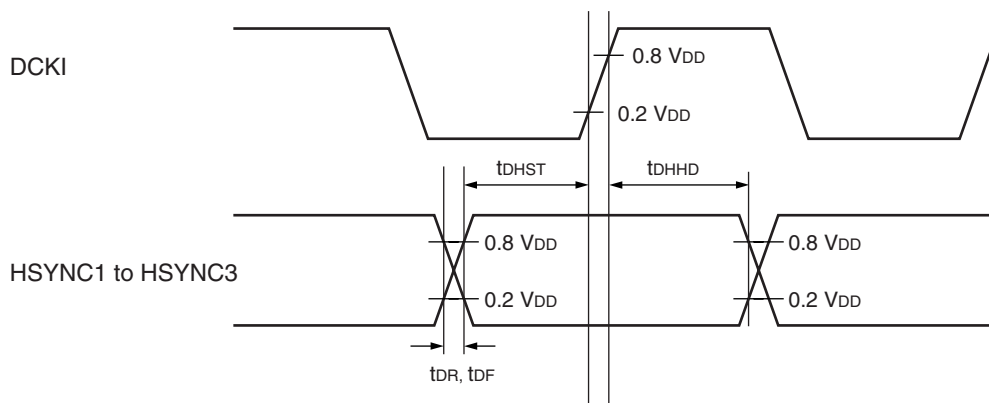 DCKI
0.8 VDD
0.2 VDD
tDHST
tDHHD
HSYNC1 to HSYNC3
0.8 VDD
0.8 VDD
0.2 VDD
0.2 VDD
tDR, tDF